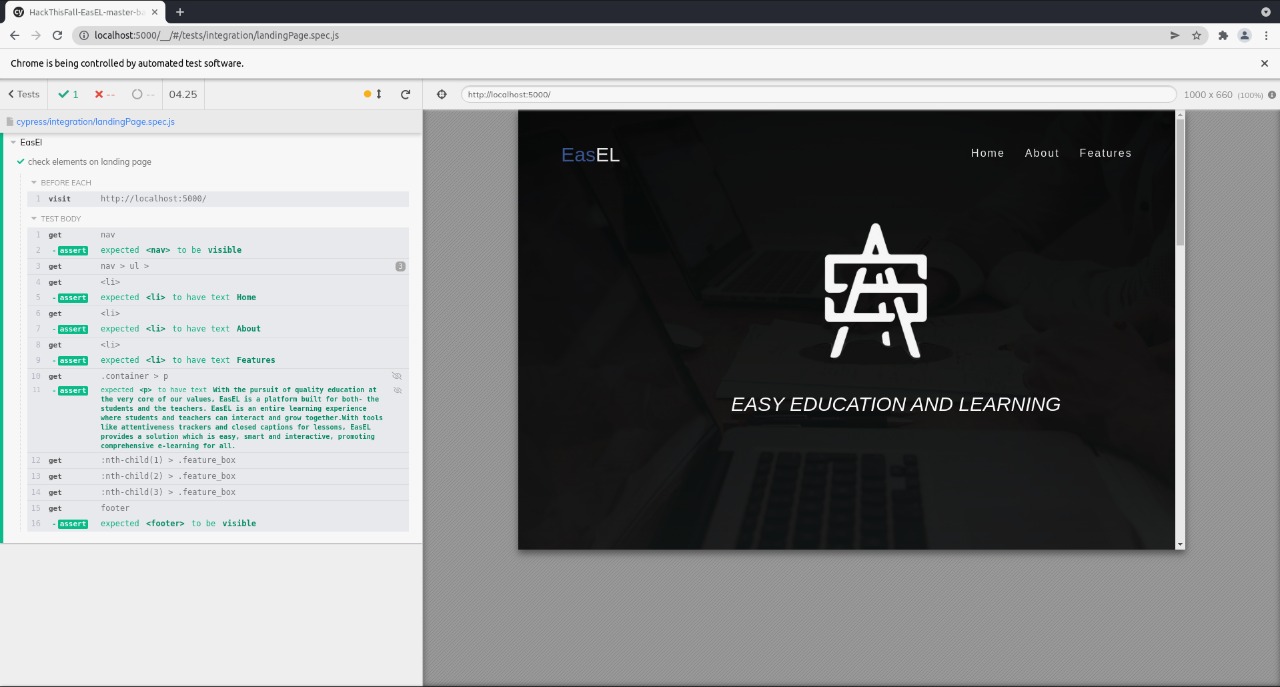 HackThisFall-EasEL-master-ba
localhost:5000/__/#/tests/integration/landingPage.spec.js
Chrome is being controlled by automated test software.
Tests
1
--
--
04.25
http://localhost:5000/
1000 x 660 (100%)
cypress/integration/landingPage.spec.js
EasEl
check elements on landing page
BEFORE EACH
1 visit http://localhost:5000/
TEST BODY
1 get nav
2 -assert expected <nav> to be visible
3 get nav > ul > 3
4 get <li>
5 -assert expected <li> to have text Home
6 get <li>
7 -assert expected <li> to have text About
8 get <li>
9 -assert expected <li> to have text Features
10 get .container > p
11 -assert expected <p> to have text With the pursuit of quality education at
the very core of our values, EasEL is a platform built for both- the
students and the teachers. EasEL is an entire learning experience
where students and teachers can interact and grow together.With tools
like attentiveness trackers and closed captions for lessons, EasEL
provides a solution which is easy, smart and interactive, promoting
comprehensive e-learning for all.
12 get :nth-child(1) > .feature_box
13 get :nth-child(2) > .feature_box
14 get :nth-child(3) > .feature_box
15 get footer
16 -assert expected <footer> to be visible
EasEL
Home About Features
EASY EDUCATION AND LEARNING